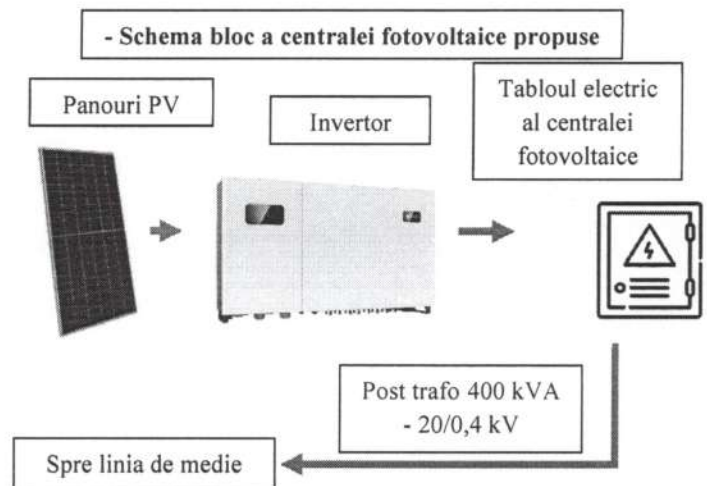 - Schema bloc a centralei fotovoltaice propuse
Panouri PV
Invertor
Tabloul electric
al centralei
fotovoltaice
Post trafo 400 kVA
- 20/0,4 kV
Spre linia de medie